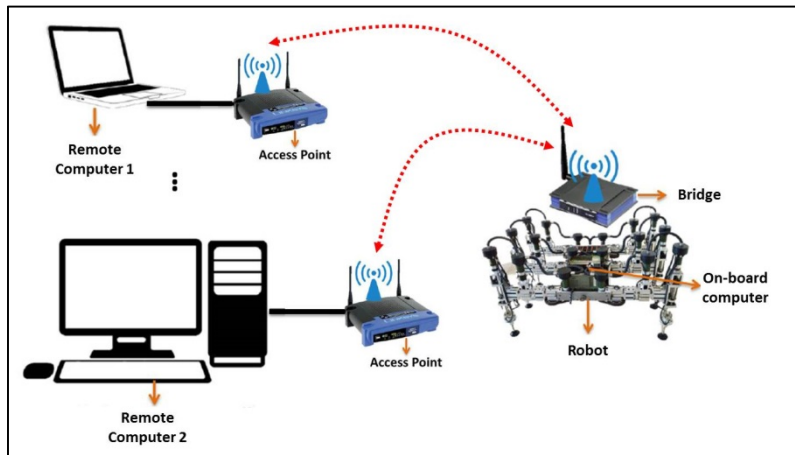 Remote
Computer 1
Access Point
Bridge
On-board
computer
Robot
Access Point
Remote
Computer 2